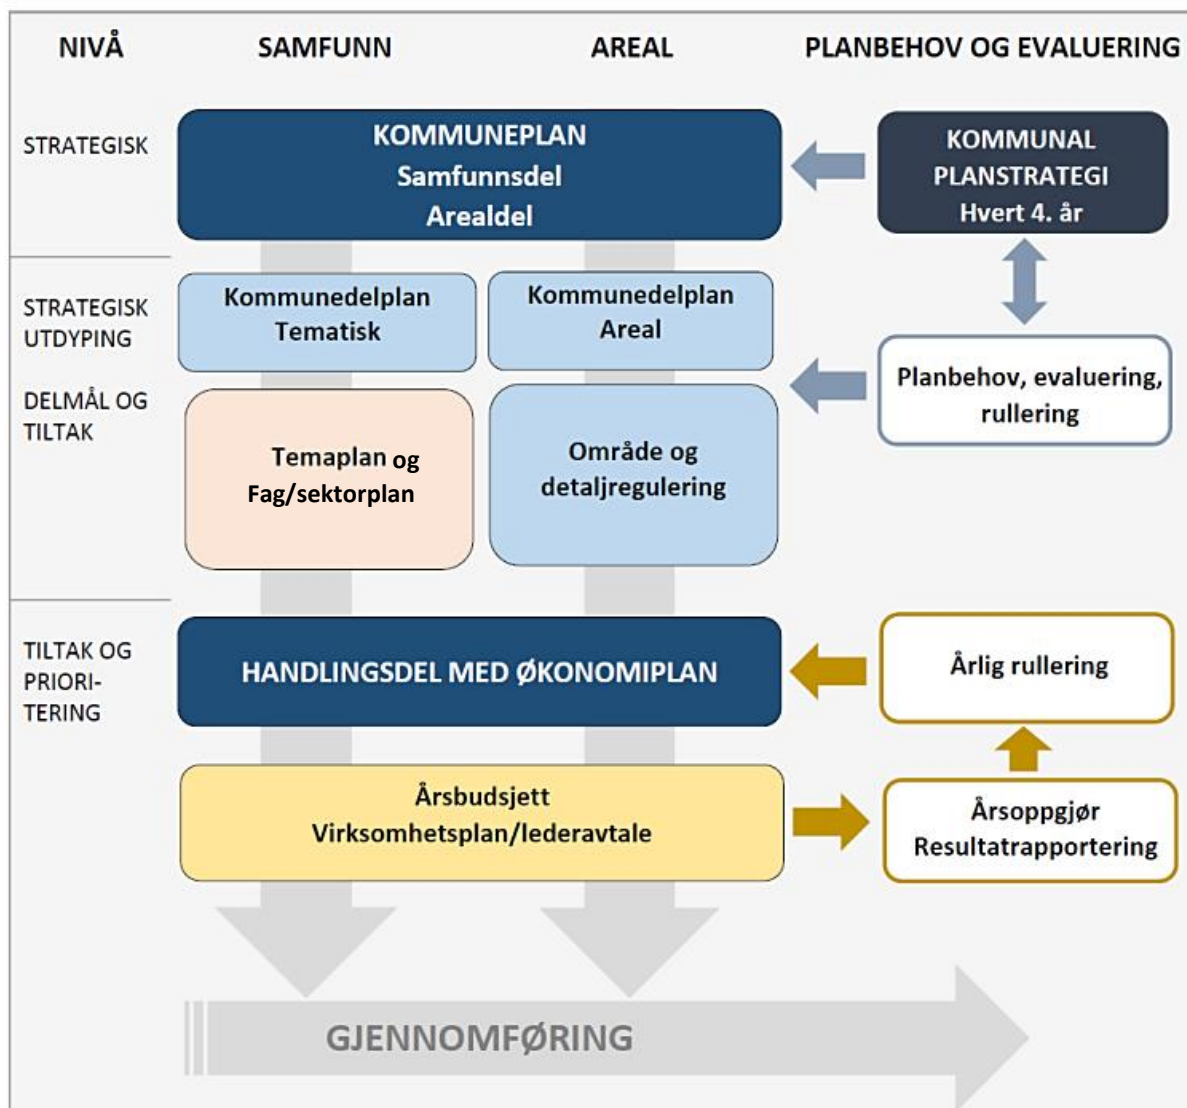 NIVÅ
SAMFUNN
AREAL
PLANBEHOV OG EVALUERING
STRATEGISK
KOMMUNEPLAN
Samfunnsdel
Arealdel
KOMMUNAL
PLANSTRATEGI
Hvert 4. år
STRATEGISK
UTDYPING
Kommunedelplan
Tematisk
Kommunedelplan
Areal
Planbehov, evaluering,
rullering
DELMÅL OG
TILTAK
Temaplan og
Fag/sektorplan
Område og
detaljregulering
TILTAK OG
PRIORI-
TERING
HANDLINGSDEL MED ØKONOMIPLAN
Årlig rullering
Årsbudsjett
Virksomhetsplan/lederavtale
Årsoppgjør
Resultatrapportering
GJENNOMFØRING